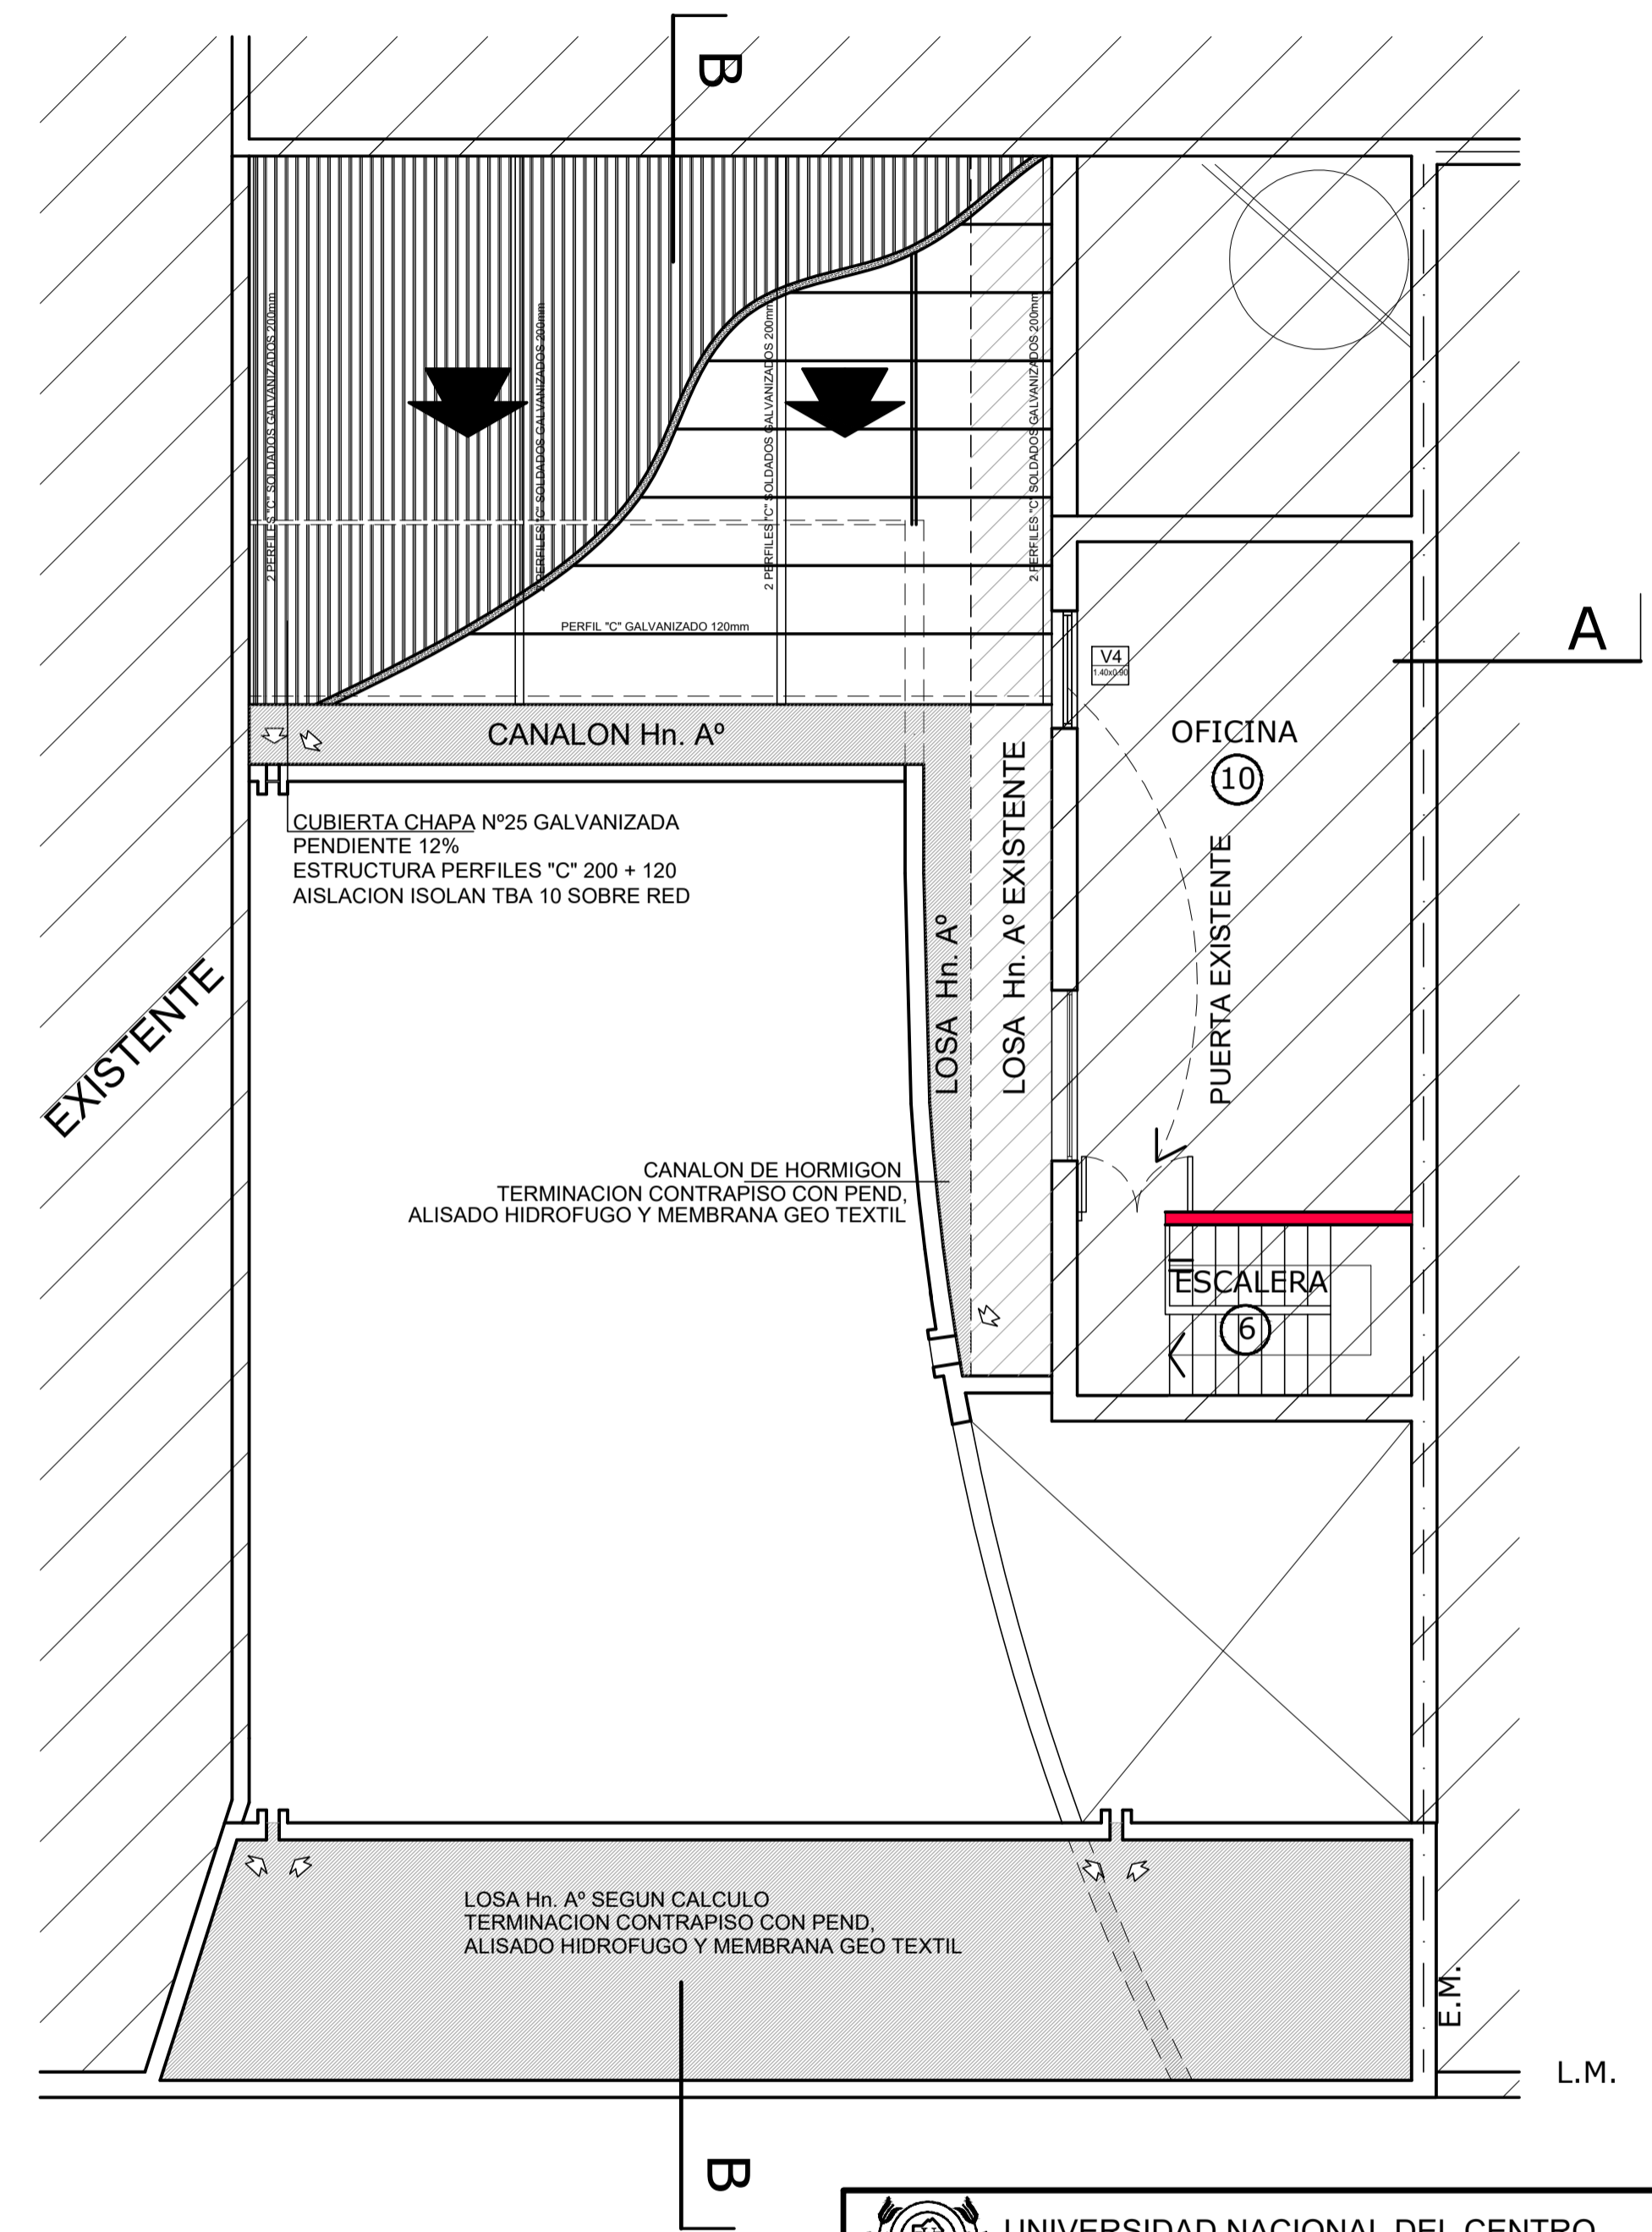 B
2 PERFILES "C" SOLDADOS GALVANIZADOS 200mm
2 PERFILES "C" SOLDADOS GALVANIZADOS 200mm
2 PERFILES "C" SOLDADOS GALVANIZADOS 200mm
2 PERFILES "C" SOLDADOS GALVANIZADOS 200mm
PERFIL "C" GALVANIZADO 120mm
A
V4
1.40x0.90
CANALON Hn. Aº
OFICINA
10
CUBIERTA CHAPA Nº25 GALVANIZADA
PENDIENTE 12%
ESTRUCTURA PERFILES "C" 200 + 120
AISLACION ISOLAN TBA 10 SOBRE RED
LOSA Hn. Aº
LOSA Hn. Aº EXISTENTE
PUERTA EXISTENTE
EXISTENTE
CANALON DE HORMIGON
TERMINACION CONTRAPISO CON PEND,
ALISADO HIDROFUGO Y MEMBRANA GEO TEXTIL
ESCALERA
6
LOSA Hn. Aº SEGUN CALCULO
TERMINACION CONTRAPISO CON PEND,
ALISADO HIDROFUGO Y MEMBRANA GEO TEXTIL
E.M.
L.M.
B
UNIVERSIDAD NACIONAL DEL CENTRO